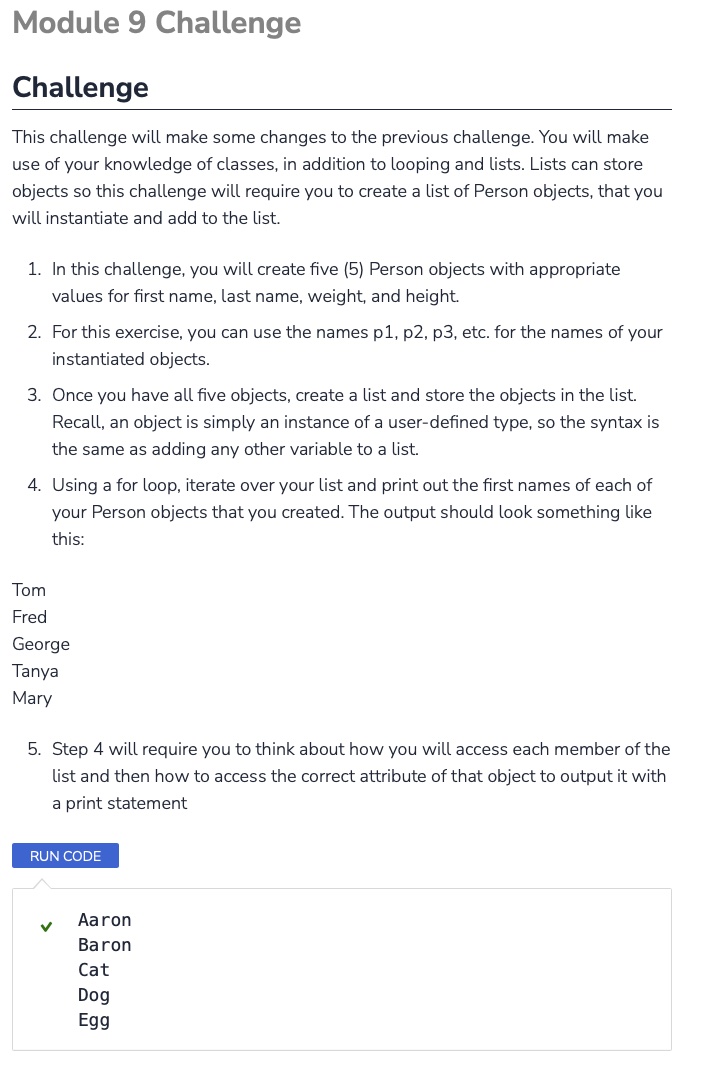 Module 9 Challenge
Challenge
This challenge will make some changes to the previous challenge. You will make
use of your knowledge of classes, in addition to looping and lists. Lists can store
objects so this challenge will require you to create a list of Person objects, that you
will instantiate and add to the list.
1. In this challenge, you will create five (5) Person objects with appropriate
values for first name, last name, weight, and height.
2. For this exercise, you can use the names p1, p2, p3, etc. for the names of your
instantiated objects.
3. Once you have all five objects, create a list and store the objects in the list.
Recall, an object is simply an instance of a user-defined type, so the syntax is
the same as adding any other variable to a list.
4. Using a for loop, iterate over your list and print out the first names of each of
your Person objects that you created. The output should look something like
this:
Tom
Fred
George
Tanya
Mary
5. Step 4 will require you to think about how you will access each member of the
list and then how to access the correct attribute of that object to output it with
a print statement
RUN CODE
Aaron
Baron
Cat
Dog
Egg